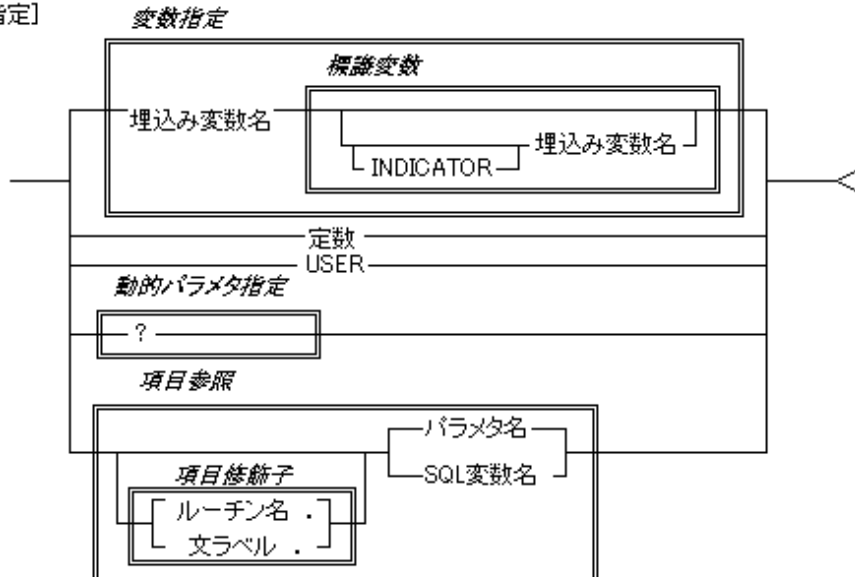 定]
変数指定
標識変数
埋込み変数名
埋込み変数名
INDICATOR
定数
USER
動的パラメタ指定
?
項目参照
パラメタ名
項目修飾子
SQL変数名
ルーチン名 .
文ラベル .